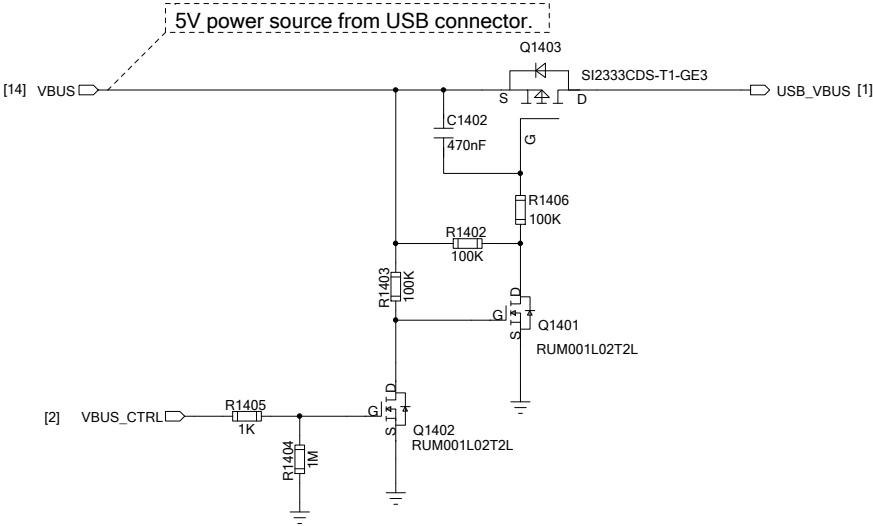 5V power source from USB connector.
Q1403
SI2333CDS-T1-GE3
[14] VBUS
S D
USB_VBUS [1]
C1402
470nF
G
R1406
100K
R1402
100K
R1403
100K
D
G
S
Q1401
RUM001L02T2L
[2] VBUS_CTRL
R1405
1K
D
G
S
Q1402
RUM001L02T2L
R1404
1M